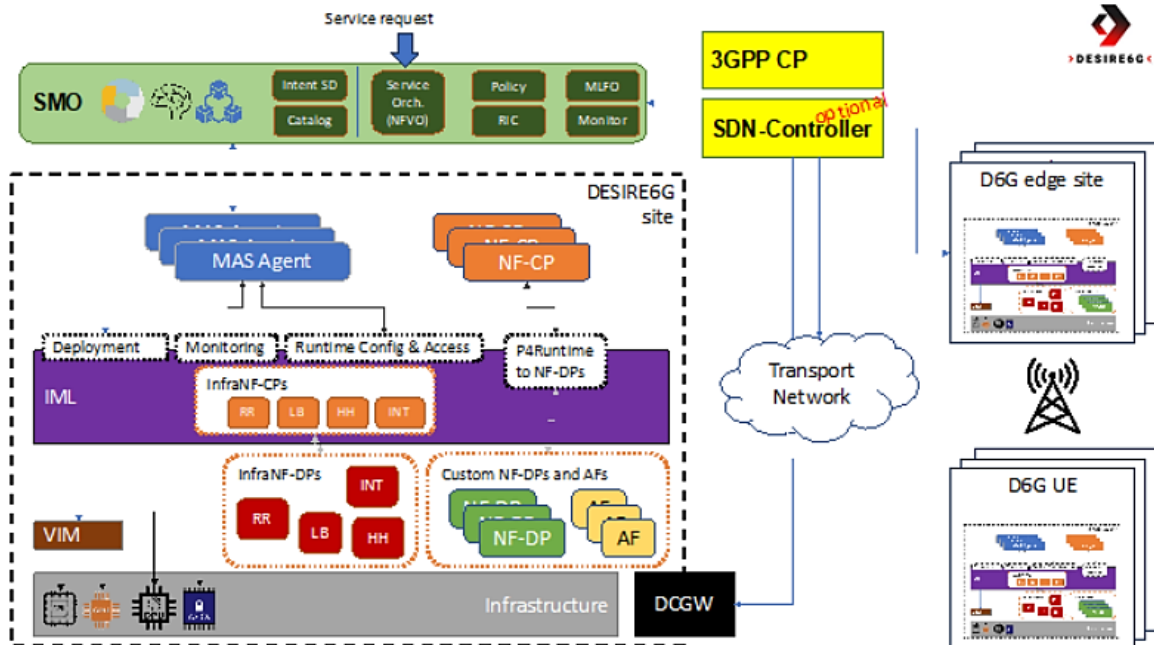 Service request
DESIRE6G
SMO
Intent SD
Catalog
Service
Orch.
(NFVO)
Policy
RIC
MLFO
Monitor
3GPP CP
SDN-Controller
optional
DESIRE6G
site
MAS Agent
NF-CP
Deployment
Monitoring
Runtime Config & Access
P4Runtime
to NF-DPs
IML
InfraNF-CPs
RR
LB
HH
INT
InfraNF-DPs
INT
RR
LB
HH
Custom NF-DPs and AFs
NF-DP
NF-DP
AF
AF
VIM
Infrastructure
DCGW
Transport
Network
D6G edge site
D6G UE